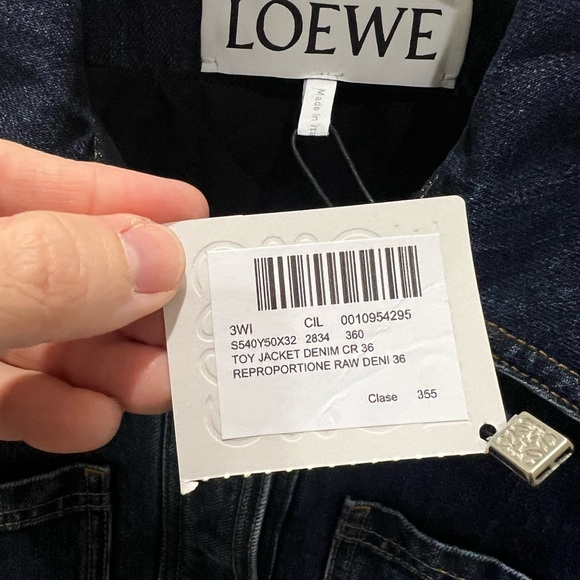 LOEWE
Made in Ita
3WI CIL 0010954295
S540Y50X32 2834 360
TOY JACKET DENIM CR 36
REPROPORTIONE RAW DENI 36
Clase 355